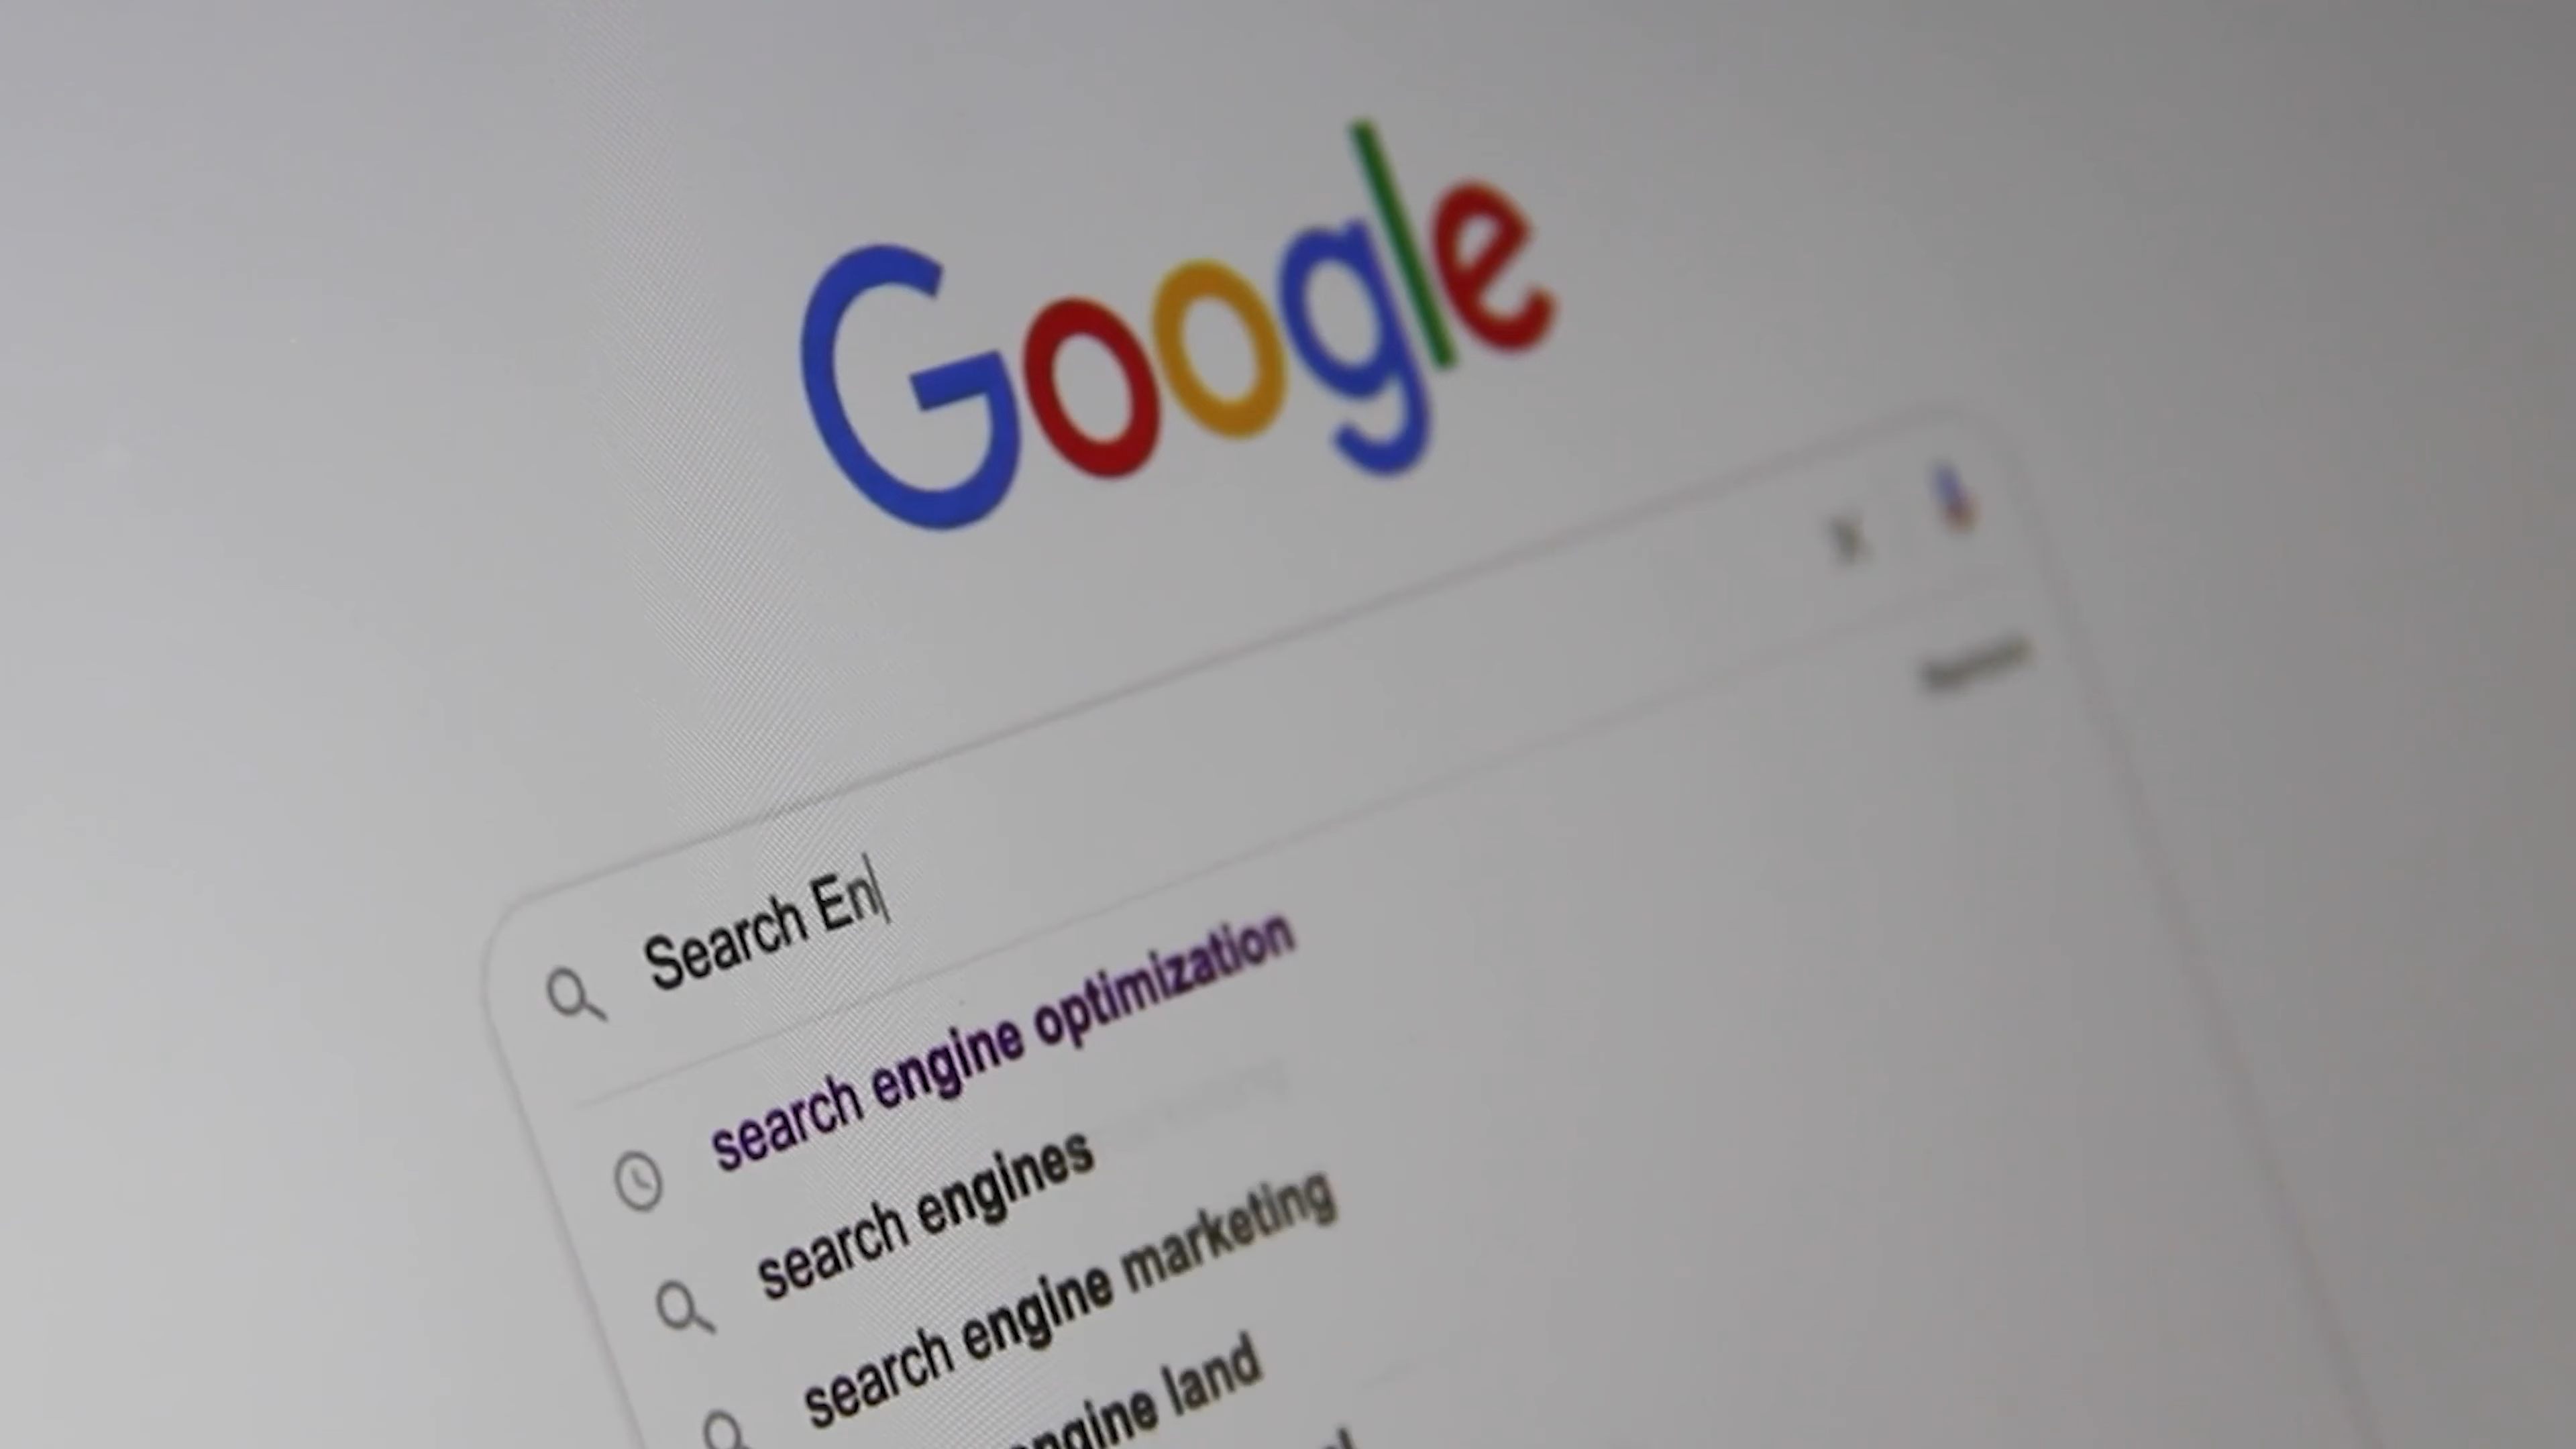 Google
Search En
search engine optimization
search engines
search engine marketing
engine land